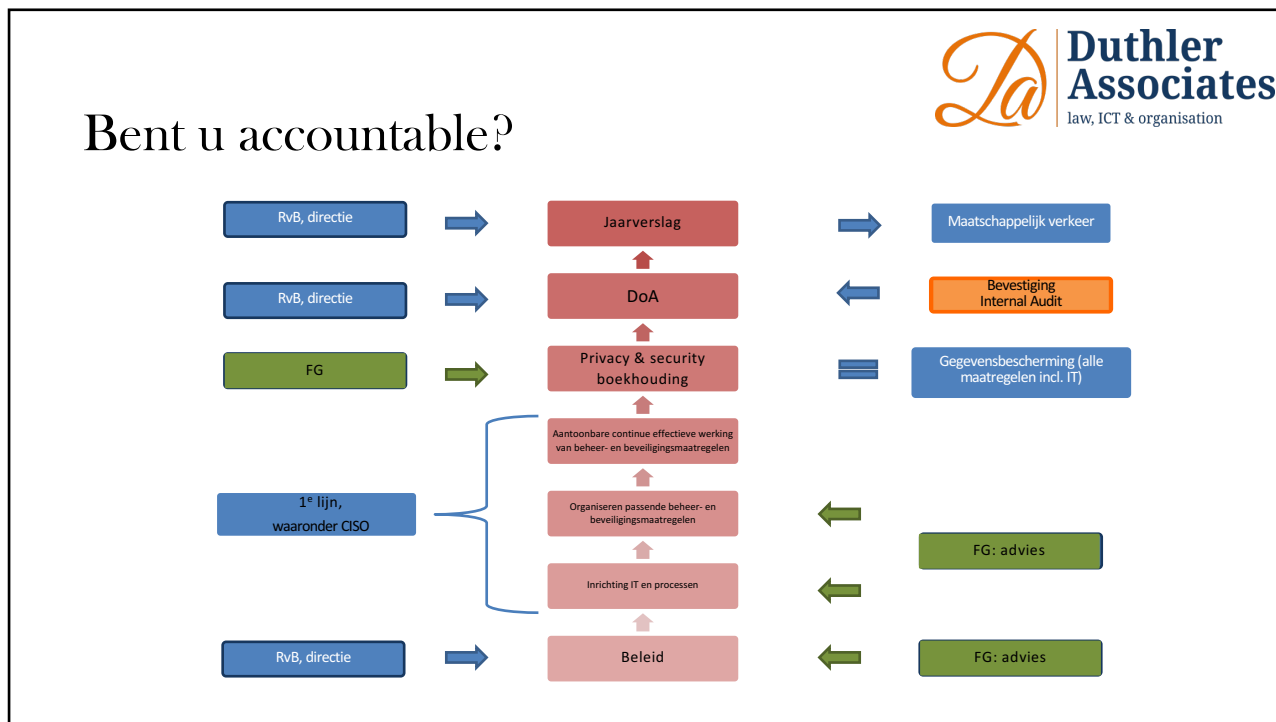 Duthler
Associates
law, ICT & organisation
Bent u accountable?
RvB, directie
Jaarverslag
Maatschappelijk verkeer
RvB, directie
DoA
Bevestiging
Internal Audit
FG
Privacy & security
boekhouding
Gegevensbescherming (alle
maatregelen incl. IT)
Aantoonbare continue effectieve werking
van beheer- en beveiligingsmaatregelen
1e lijn,
waaronder CISO
Organiseren passende beheer- en
beveiligingsmaatregelen
FG: advies
Inrichting IT en processen
RvB, directie
Beleid
FG: advies